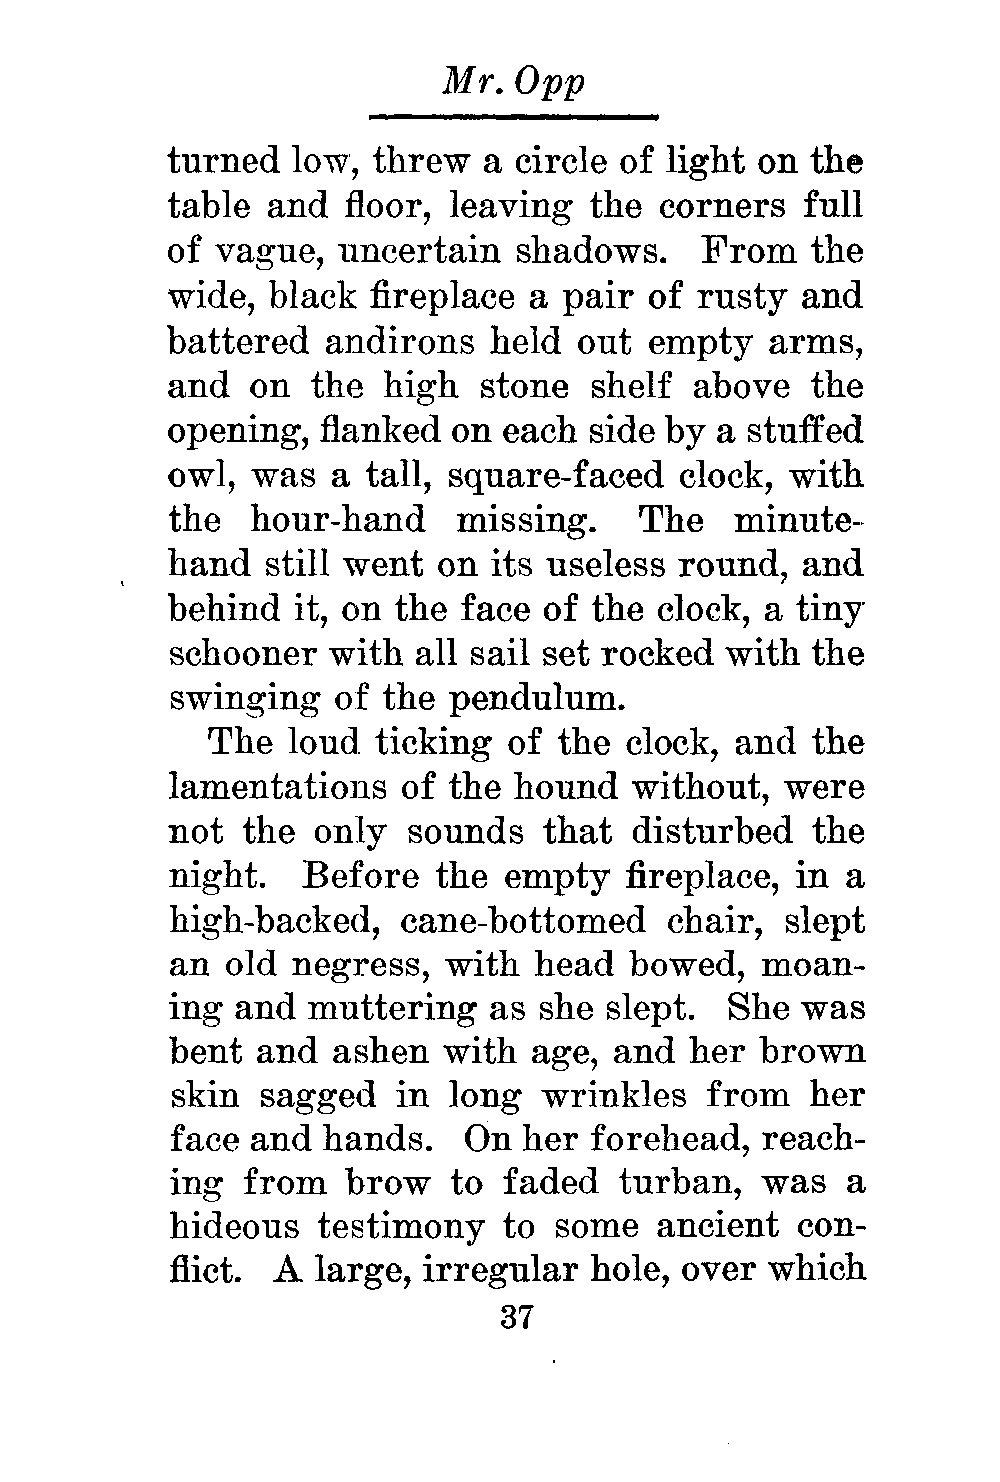 Mr. Opp
turned low, threw a circle of light on the
table and floor, leaving the corners full
of vague, uncertain shadows. From the
wide, black fireplace a pair of rusty and
battered andirons held out empty arms,
and on the high stone shelf above the
opening, flanked on each side by a stuffed
owl, was a tall, square-faced clock, with
the hour-hand missing. The minute-
hand still went on its useless round, and
behind it, on the face of the clock, a tiny
schooner with all sail set rocked with the
swinging of the pendulum.
The loud ticking of the clock, and the
lamentations of the hound without, were
not the only sounds that disturbed the
night. Before the empty fireplace, in a
high-backed, cane-bottomed chair, slept
an old negress, with head bowed, moan-
ing and muttering as she slept. She was
bent and ashen with age, and her brown
skin sagged in long wrinkles from her
face and hands. On her forehead, reach-
ing from brow to faded turban, was a
hideous testimony to some ancient con-
flict. A large, irregular hole, over which
37